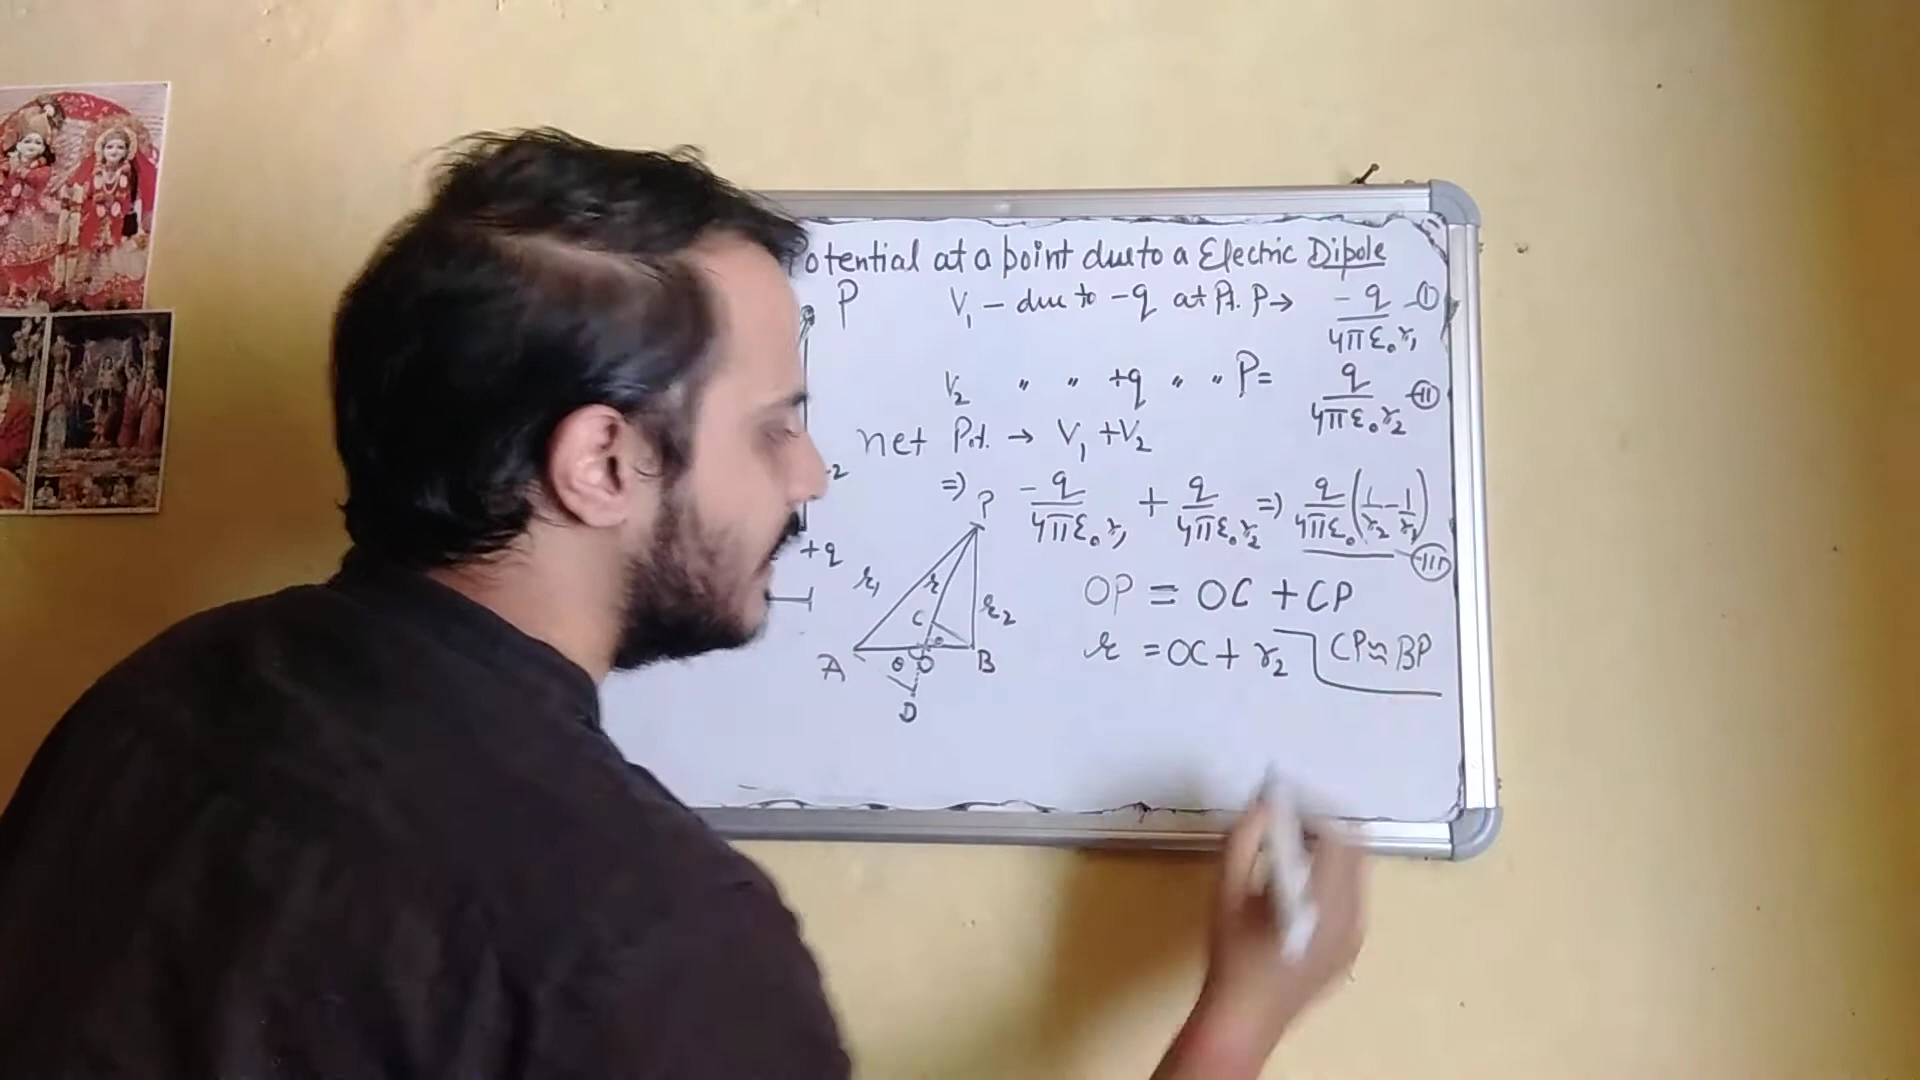 otential at a point due to a Electric Dipole
P
V₁ – due to –q at Pt. P → -q/4πε₀r₁ –(I)
V₂ " " +q " " P = q/4πε₀r₂ –(II)
net Pot. → V₁ + V₂
=) -q/4πε₀r₁ + q/4πε₀r₂ =) q/4πε₀ (1/r₂ - 1/r₁) –(III)
+q
P
r₁ r C r₂
A θ O θ B
D
OP = OC + CP
r = OC + r₂ CP≈BP